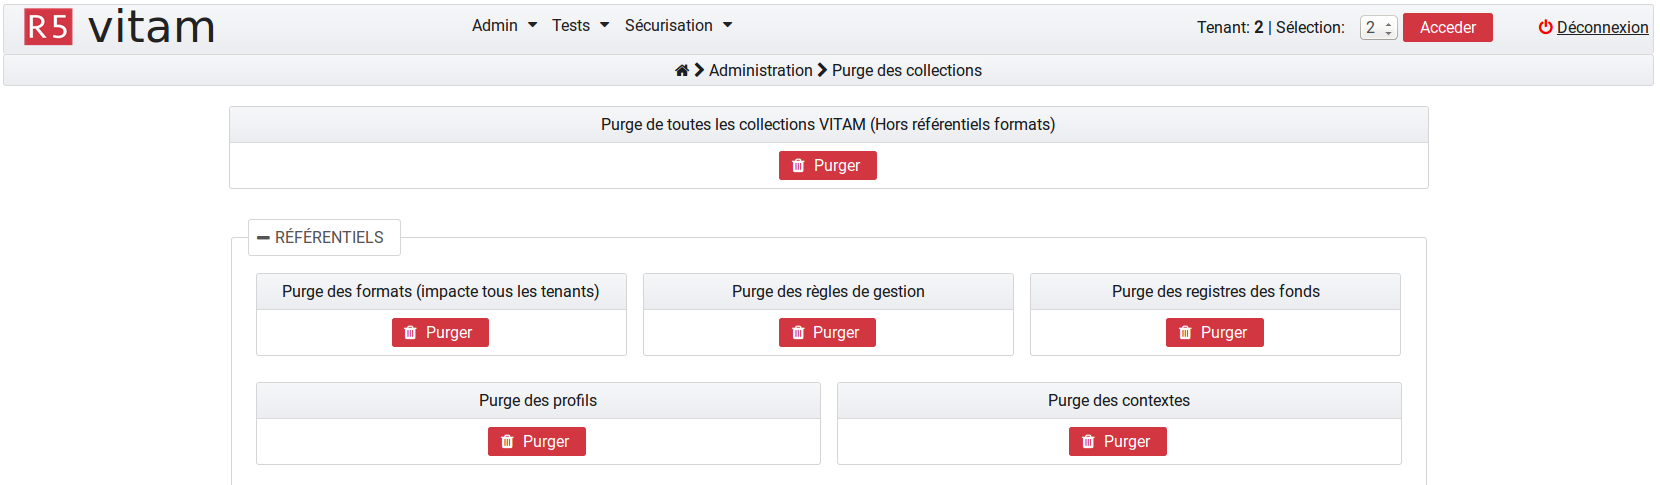 R5 vitam Admin Tests Sécurisation Tenant: 2 | Sélection: 2 Acceder Déconnexion
Administration Purge des collections
Purge de toutes les collections VITAM (Hors référentiels formats)
Purger
RÉFÉRENTIELS
Purge des formats (impacte tous les tenants) Purge des règles de gestion Purge des registres des fonds
Purger Purger Purger
Purge des profils Purge des contextes
Purger Purger